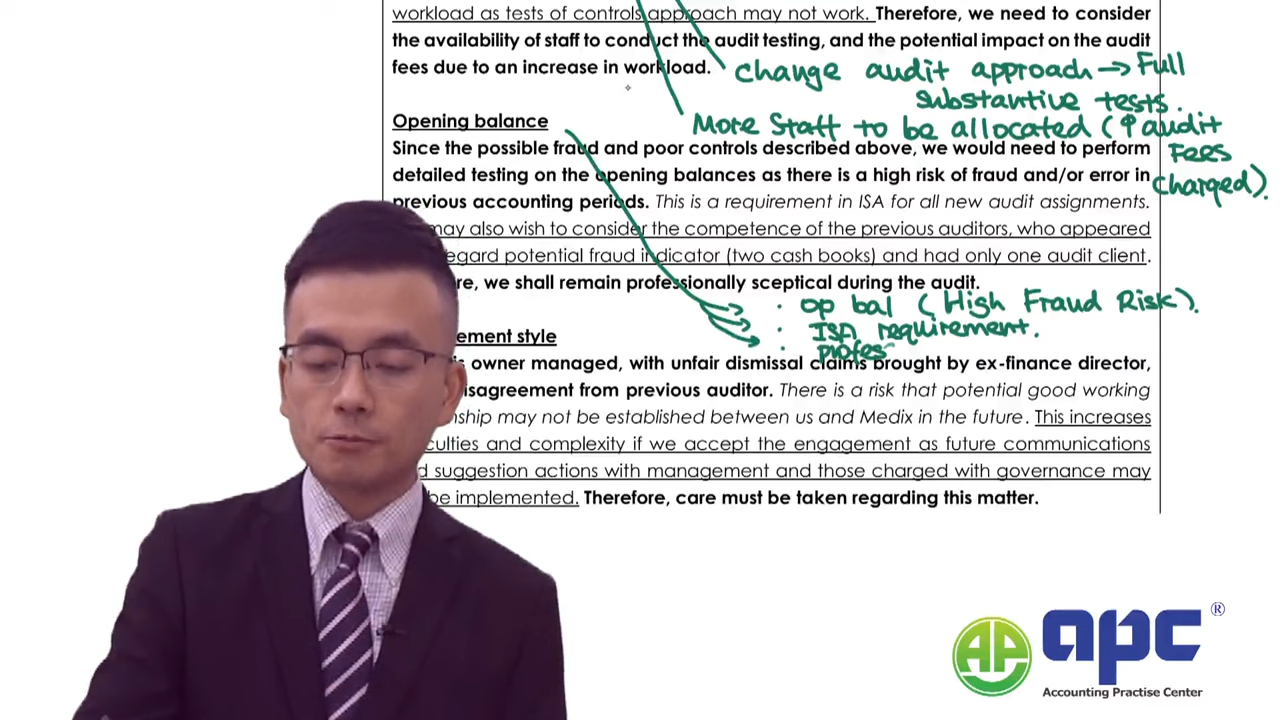 workload as tests of controls approach may not work. Therefore, we need to consider
the availability of staff to conduct the audit testing, and the potential impact on the audit
fees due to an increase in workload.
change audit approach → Full
substantive tests.
More Staff to be allocated (↑ audit
Fees
charged).
Opening balance
Since the possible fraud and poor controls described above, we would need to perform
detailed testing on the opening balances as there is a high risk of fraud and/or error in
previous accounting periods. This is a requirement in ISA for all new audit assignments.
may also wish to consider the competence of the previous auditors, who appeared
egard potential fraud indicator (two cash books) and had only one audit client.
re, we shall remain professionally sceptical during the audit.
· op bal (High Fraud Risk).
· ISA requirement.
· profes
ement style
s owner managed, with unfair dismissal claims brought by ex-finance director,
isagreement from previous auditor. There is a risk that potential good working
nship may not be established between us and Medix in the future. This increases
culties and complexity if we accept the engagement as future communications
d suggestion actions with management and those charged with governance may
be implemented. Therefore, care must be taken regarding this matter.
AP
apc®
Accounting Practise Center